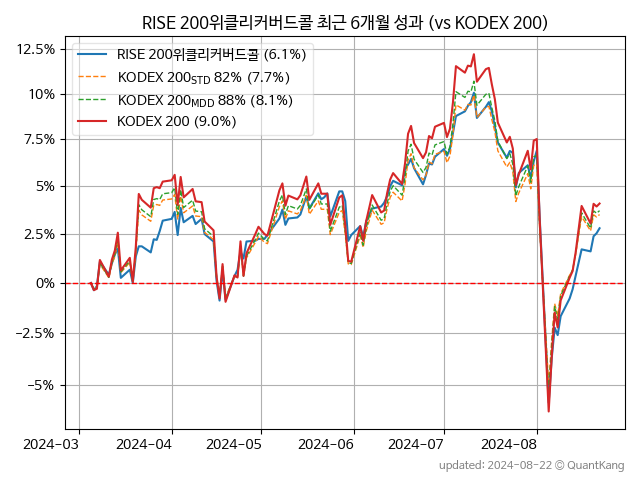 RISE 200위클리커버드콜 최근 6개월 성과 (vs KODEX 200)
12.5%
10%
7.5%
5%
2.5%
0%
−2.5%
−5%
RISE 200위클리커버드콜 (6.1%)
KODEX 200STD 82% (7.7%)
KODEX 200MDD 88% (8.1%)
KODEX 200 (9.0%)
2024-03 2024-04 2024-05 2024-06 2024-07 2024-08
updated: 2024-08-22 © QuantKang